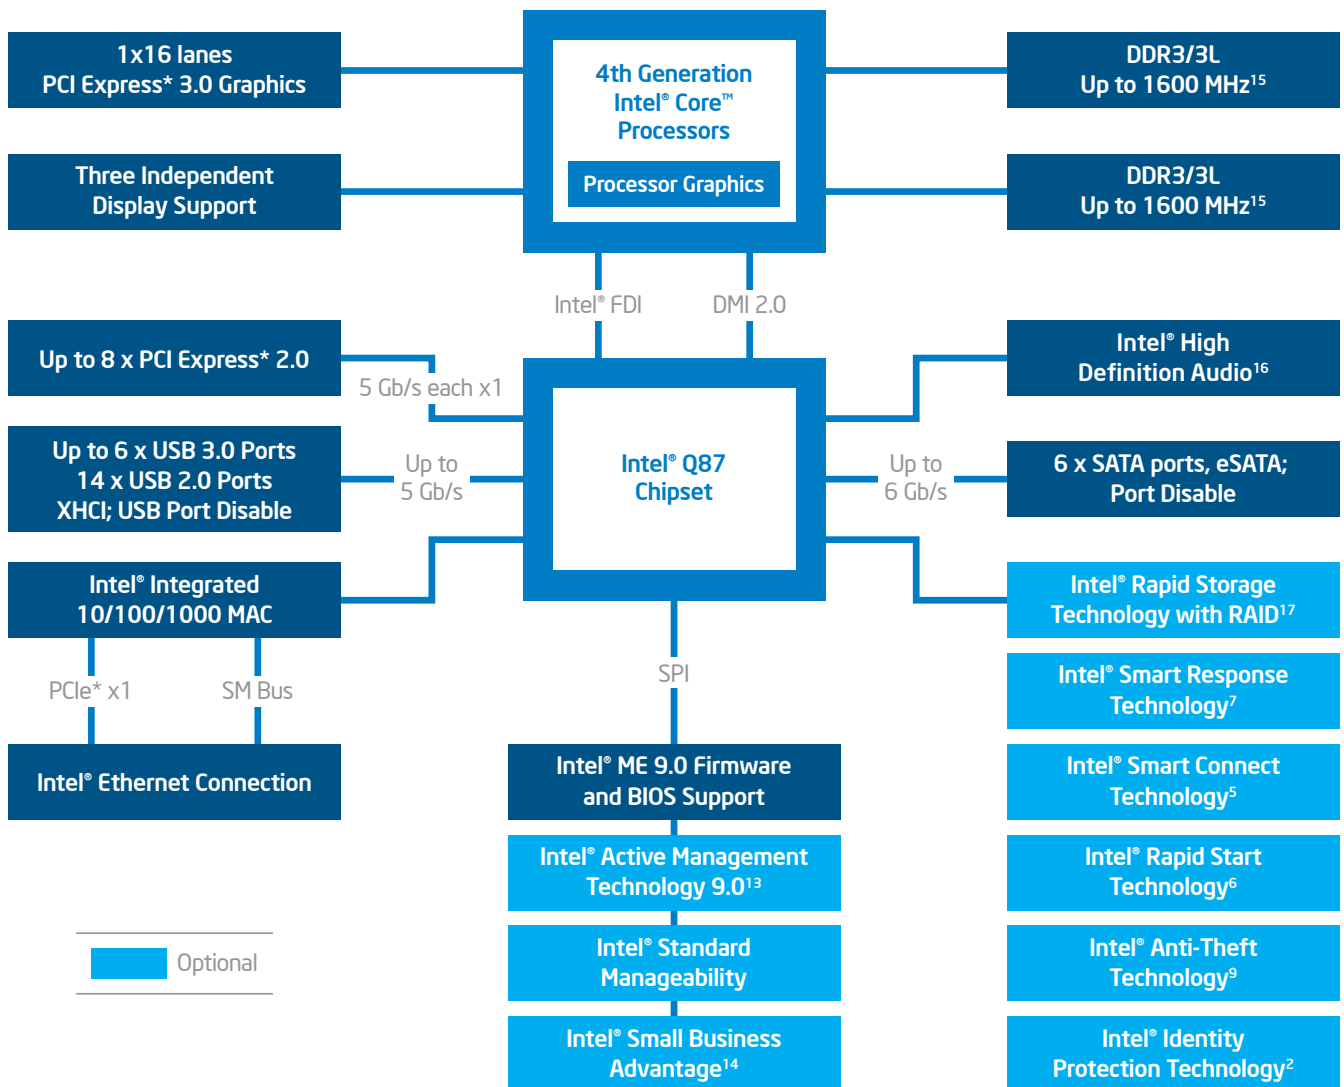 1x16 lanes
PCI Express* 3.0 Graphics
4th Generation
Intel® Core™
Processors
Processor Graphics
DDR3/3L
Up to 1600 MHz15
Three Independent
Display Support
DDR3/3L
Up to 1600 MHz15
Intel® FDI
DMI 2.0
Up to 8 x PCI Express* 2.0
5 Gb/s each x1
Intel® High
Definition Audio16
Up to 6 x USB 3.0 Ports
14 x USB 2.0 Ports
XHCI; USB Port Disable
Up to
5 Gb/s
Intel® Q87
Chipset
Up to
6 Gb/s
6 x SATA ports, eSATA;
Port Disable
Intel® Integrated
10/100/1000 MAC
Intel® Rapid Storage
Technology with RAID17
PCIe* x1
SM Bus
SPI
Intel® Smart Response
Technology7
Intel® Ethernet Connection
Intel® ME 9.0 Firmware
and BIOS Support
Intel® Smart Connect
Technology5
Intel® Active Management
Technology 9.013
Intel® Rapid Start
Technology6
Optional
Intel® Standard
Manageability
Intel® Anti-Theft
Technology9
Intel® Small Business
Advantage14
Intel® Identity
Protection Technology2